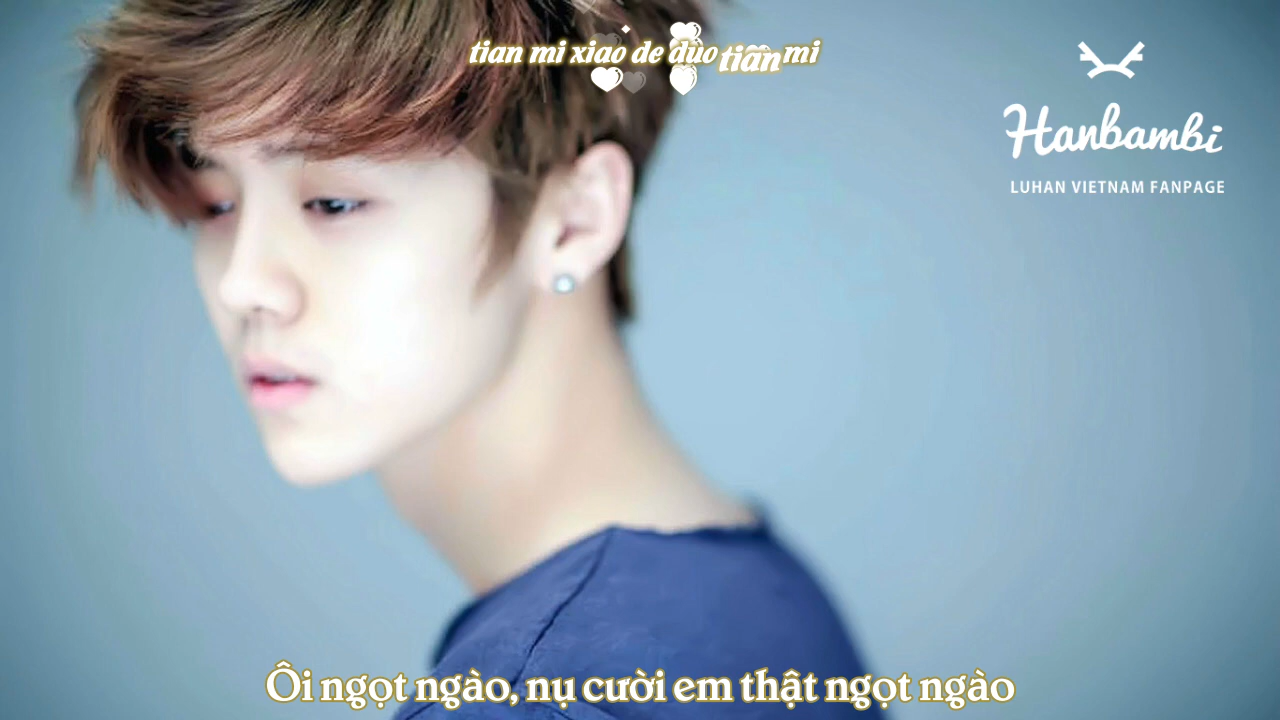 tian mi xiao de duo tian mi
Hanbambi
LUHAN VIETNAM FANPAGE
Ôi ngọt ngào, nụ cười em thật ngọt ngào